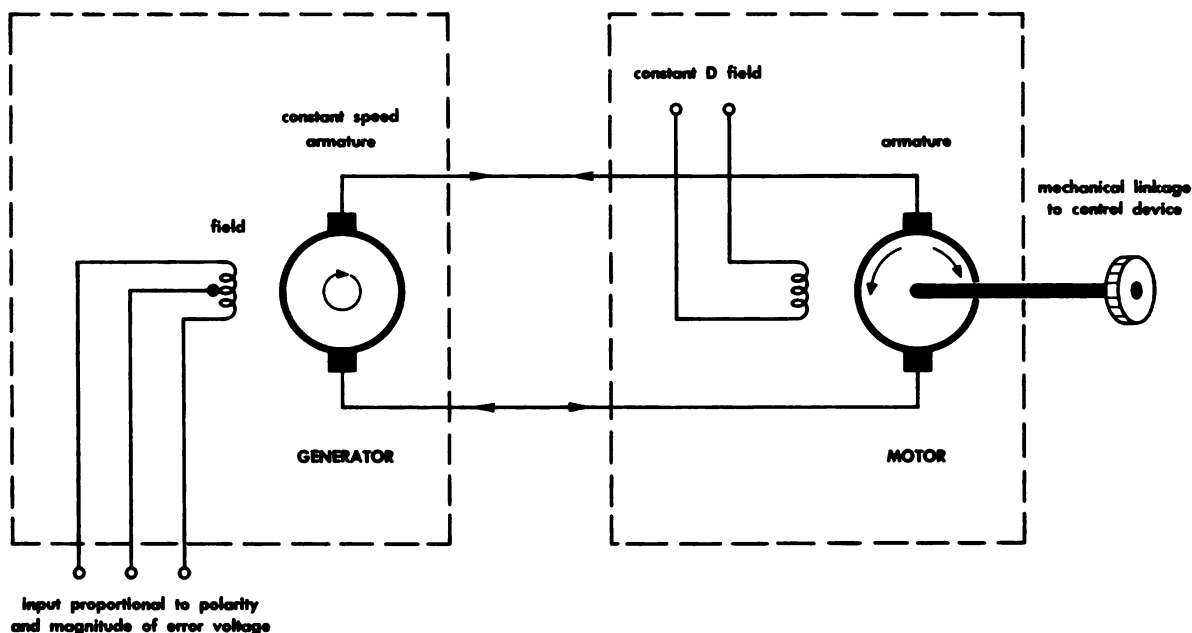 constant D field
constant speed
armature
armature
mechanical linkage
to control device
field
GENERATOR
MOTOR
input proportional to polarity
and magnitude of error voltage